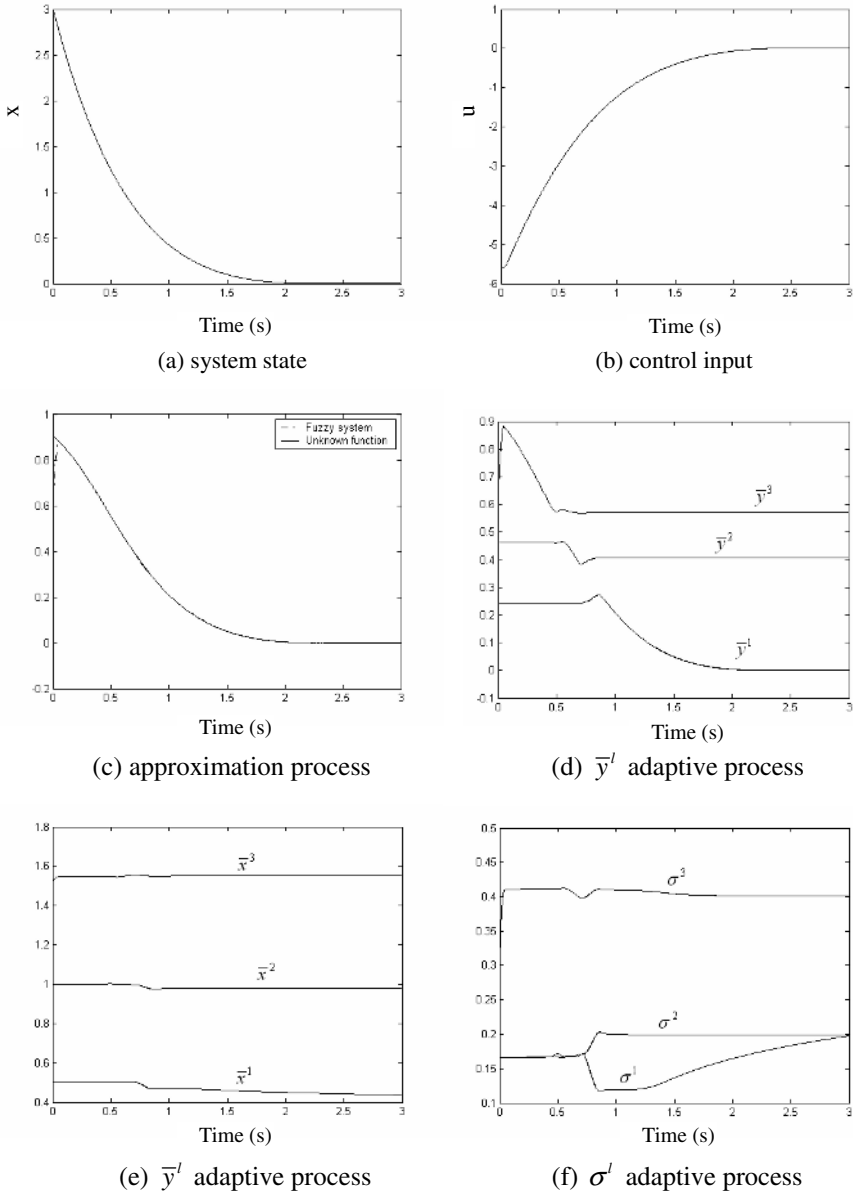 3
2.5
2
1.5
1
0.5
0
x
0 0.5 1 1.5 2 2.5 3
Time (s)
(a) system state
1
0
-1
-2
-3
-4
-5
-6
u
0 0.5 1 1.5 2 2.5 3
Time (s)
(b) control input
1
0.8
0.6
0.4
0.2
0
-0.2
Fuzzy system
Unknown function
0 0.5 1 1.5 2 2.5 3
Time (s)
(c) approximation process
0.9
0.8
0.7
0.6
0.5
0.4
0.3
0.2
0.1
0
-0.1
y̅³
y̅²
y̅¹
0 0.5 1 1.5 2 2.5 3
Time (s)
(d) y̅ˡ adaptive process
1.8
1.6
1.4
1.2
1
0.8
0.6
0.4
x̅³
x̅²
x̅¹
0 0.5 1 1.5 2 2.5 3
Time (s)
(e) y̅ˡ adaptive process
0.5
0.45
0.4
0.35
0.3
0.25
0.2
0.15
0.1
σ³
σ²
σ¹
0 0.5 1 1.5 2 2.5 3
Time (s)
(f) σˡ adaptive process